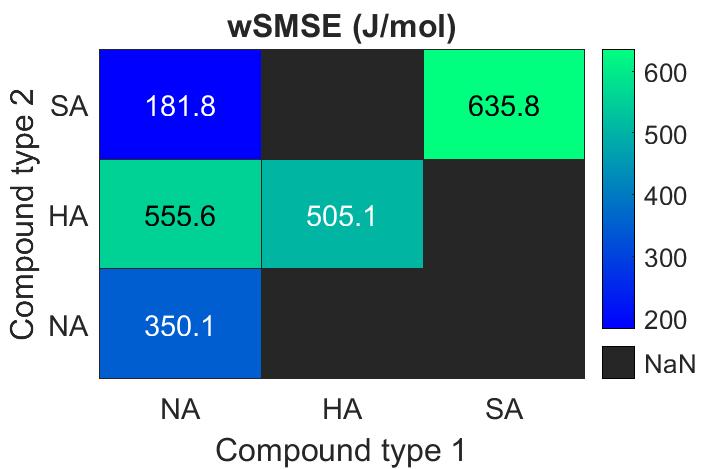 wSMSE (J/mol)
Compound type 2
SA 181.8 635.8
HA 555.6 505.1
NA 350.1
NA HA SA
Compound type 1
600
500
400
300
200
NaN